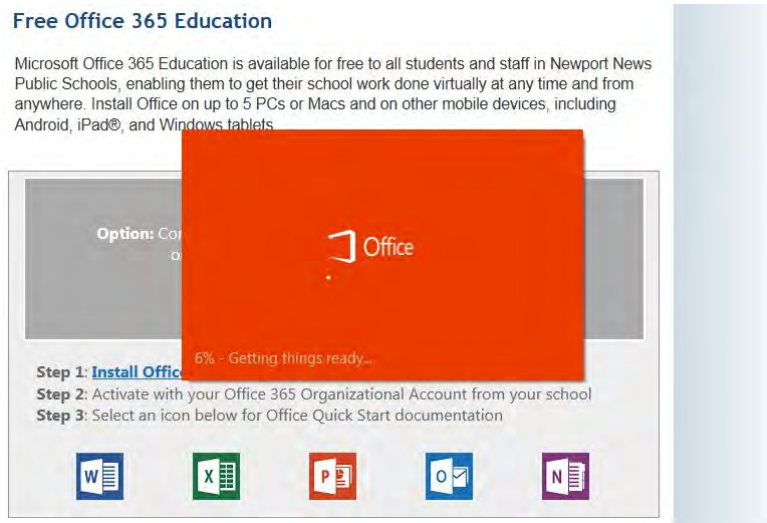 Free Office 365 Education
Microsoft Office 365 Education is available for free to all students and staff in Newport News
Public Schools, enabling them to get their school work done virtually at any time and from
anywhere. Install Office on up to 5 PCs or Macs and on other mobile devices, including
Android, iPad®, and Windows tablets
Option:
Office
6% - Getting things ready...
Step 1: Install Office
Step 2: Activate with your Office 365 Organizational Account from your school
Step 3: Select an icon below for Office Quick Start documentation
W X P O N